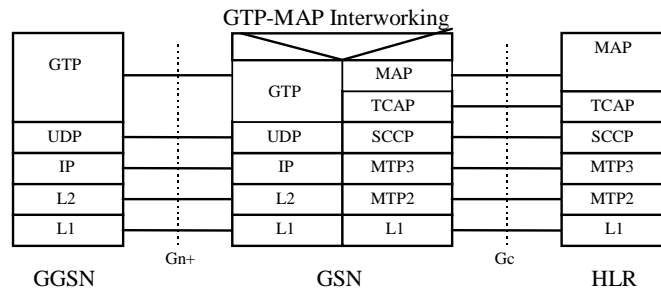 GTP-MAP Interworking
GTP
GTP
MAP
MAP
TCAP
TCAP
UDP
UDP
SCCP
SCCP
IP
IP
MTP3
MTP3
L2
L2
MTP2
MTP2
L1
L1
L1
L1
Gn+
Gc
GGSN
GSN
HLR